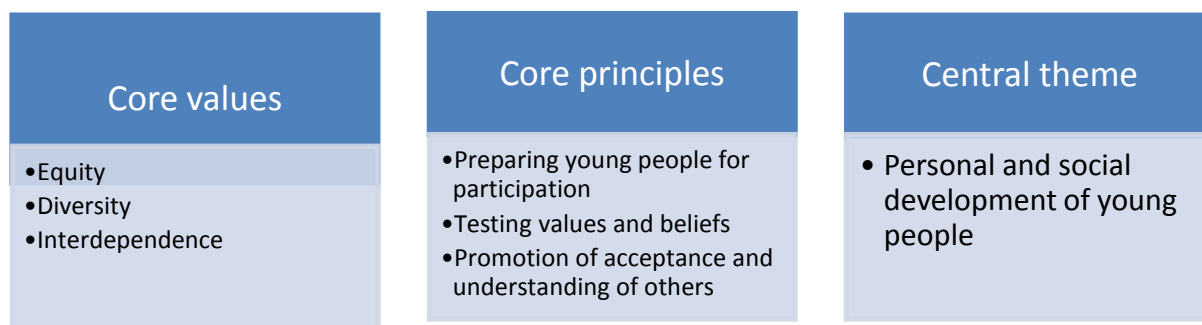 Core values
•Equity
•Diversity
•Interdependence
Core principles
•Preparing young people for
participation
•Testing values and beliefs
•Promotion of acceptance and
understanding of others
Central theme
• Personal and social
development of young
people